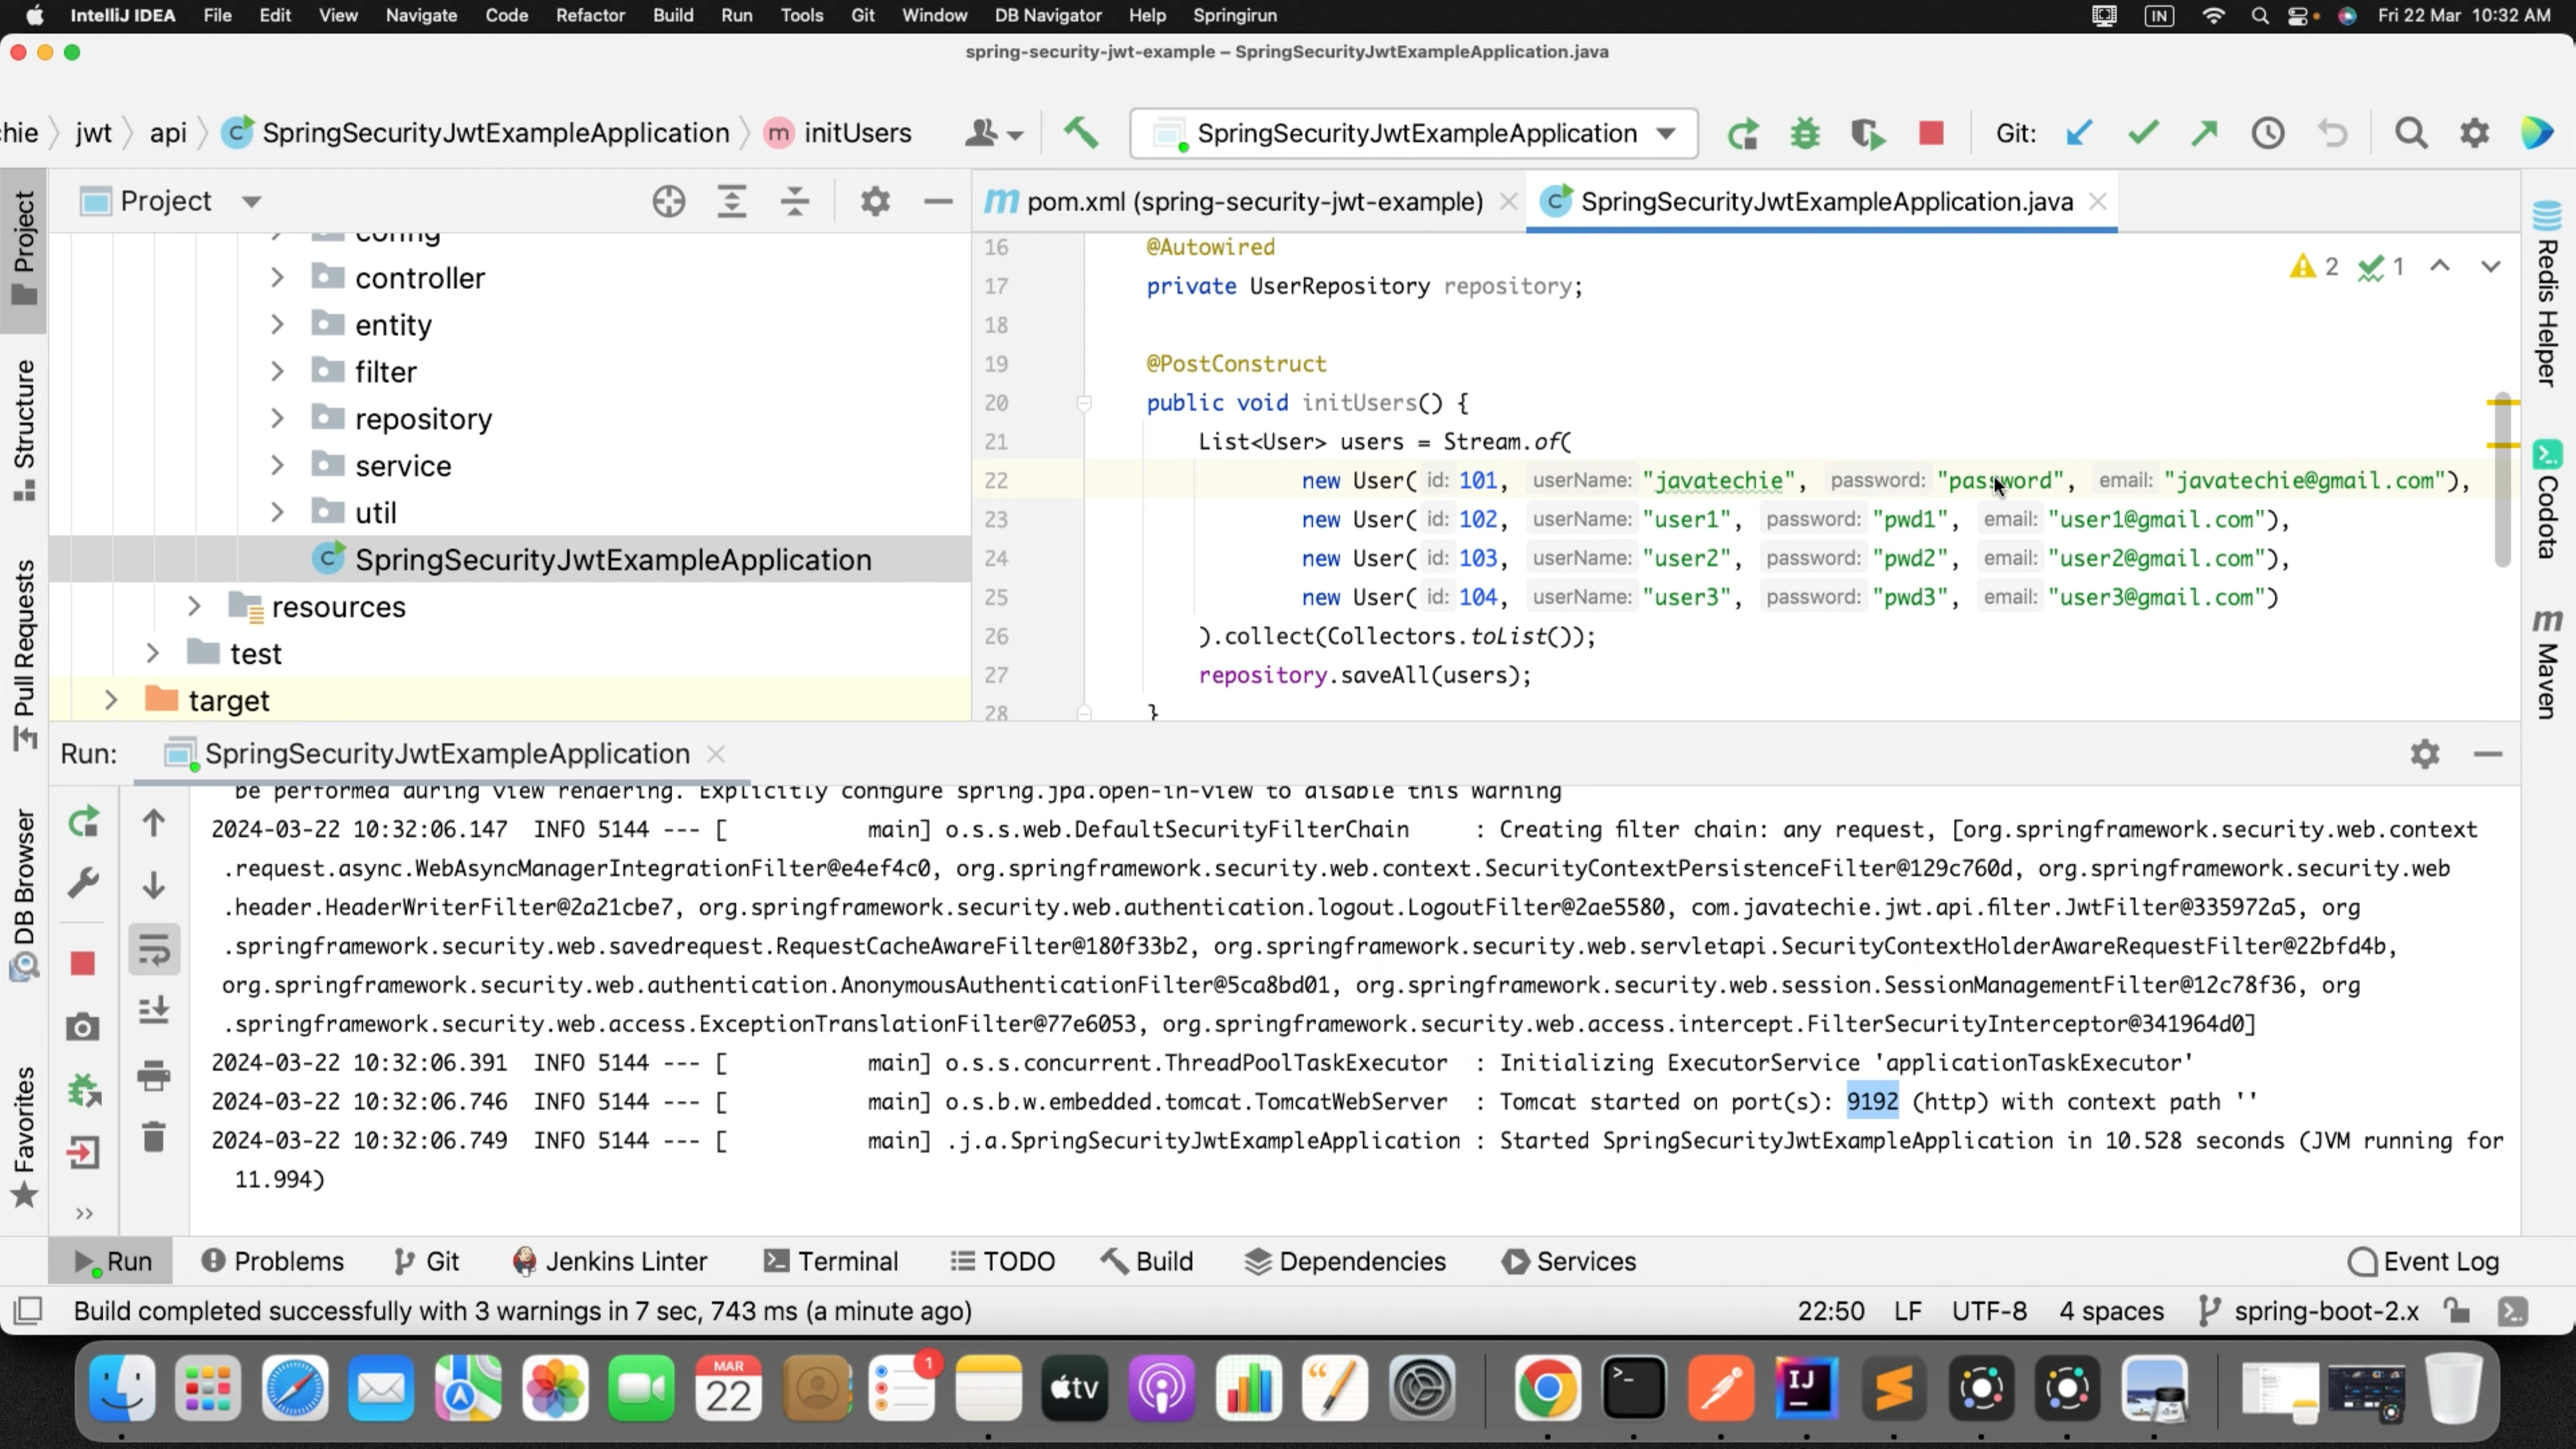 IntelliJ IDEA File Edit View Navigate Code Refactor Build Run Tools Git Window DB Navigator Help Springirun IN Fri 22 Mar 10:32 AM
spring-security-jwt-example – SpringSecurityJwtExampleApplication.java
hie jwt api C SpringSecurityJwtExampleApplication m initUsers SpringSecurityJwtExampleApplication Git:
Project
config
controller
entity
filter
repository
service
util
C SpringSecurityJwtExampleApplication
resources
test
target
m pom.xml (spring-security-jwt-example) C SpringSecurityJwtExampleApplication.java
2 1
16 @Autowired
17 private UserRepository repository;
18
19 @PostConstruct
20 public void initUsers() {
21 List<User> users = Stream.of(
22 new User( id: 101, userName: "javatechie", password: "password", email: "javatechie@gmail.com"),
23 new User( id: 102, userName: "user1", password: "pwd1", email: "user1@gmail.com"),
24 new User( id: 103, userName: "user2", password: "pwd2", email: "user2@gmail.com"),
25 new User( id: 104, userName: "user3", password: "pwd3", email: "user3@gmail.com")
26 ).collect(Collectors.toList());
27 repository.saveAll(users);
28 }
Project
Structure
Pull Requests
DB Browser
Favorites
Redis Helper
Codota
m Maven
Run: SpringSecurityJwtExampleApplication
be performed during view rendering. Explicitly configure spring.jpa.open-in-view to disable this warning
2024-03-22 10:32:06.147 INFO 5144 --- [ main] o.s.s.web.DefaultSecurityFilterChain : Creating filter chain: any request, [org.springframework.security.web.context
.request.async.WebAsyncManagerIntegrationFilter@e4ef4c0, org.springframework.security.web.context.SecurityContextPersistenceFilter@129c760d, org.springframework.security.web
.header.HeaderWriterFilter@2a21cbe7, org.springframework.security.web.authentication.logout.LogoutFilter@2ae5580, com.javatechie.jwt.api.filter.JwtFilter@335972a5, org
.springframework.security.web.savedrequest.RequestCacheAwareFilter@180f33b2, org.springframework.security.web.servletapi.SecurityContextHolderAwareRequestFilter@22bfd4b,
org.springframework.security.web.authentication.AnonymousAuthenticationFilter@5ca8bd01, org.springframework.security.web.session.SessionManagementFilter@12c78f36, org
.springframework.security.web.access.ExceptionTranslationFilter@77e6053, org.springframework.security.web.access.intercept.FilterSecurityInterceptor@341964d0]
2024-03-22 10:32:06.391 INFO 5144 --- [ main] o.s.s.concurrent.ThreadPoolTaskExecutor : Initializing ExecutorService 'applicationTaskExecutor'
2024-03-22 10:32:06.746 INFO 5144 --- [ main] o.s.b.w.embedded.tomcat.TomcatWebServer : Tomcat started on port(s): 9192 (http) with context path ''
2024-03-22 10:32:06.749 INFO 5144 --- [ main] .j.a.SpringSecurityJwtExampleApplication : Started SpringSecurityJwtExampleApplication in 10.528 seconds (JVM running for
11.994)
Run Problems Git Jenkins Linter Terminal TODO Build Dependencies Services Event Log
Build completed successfully with 3 warnings in 7 sec, 743 ms (a minute ago) 22:50 LF UTF-8 4 spaces spring-boot-2.x
MAR
22
1
tv
IJ